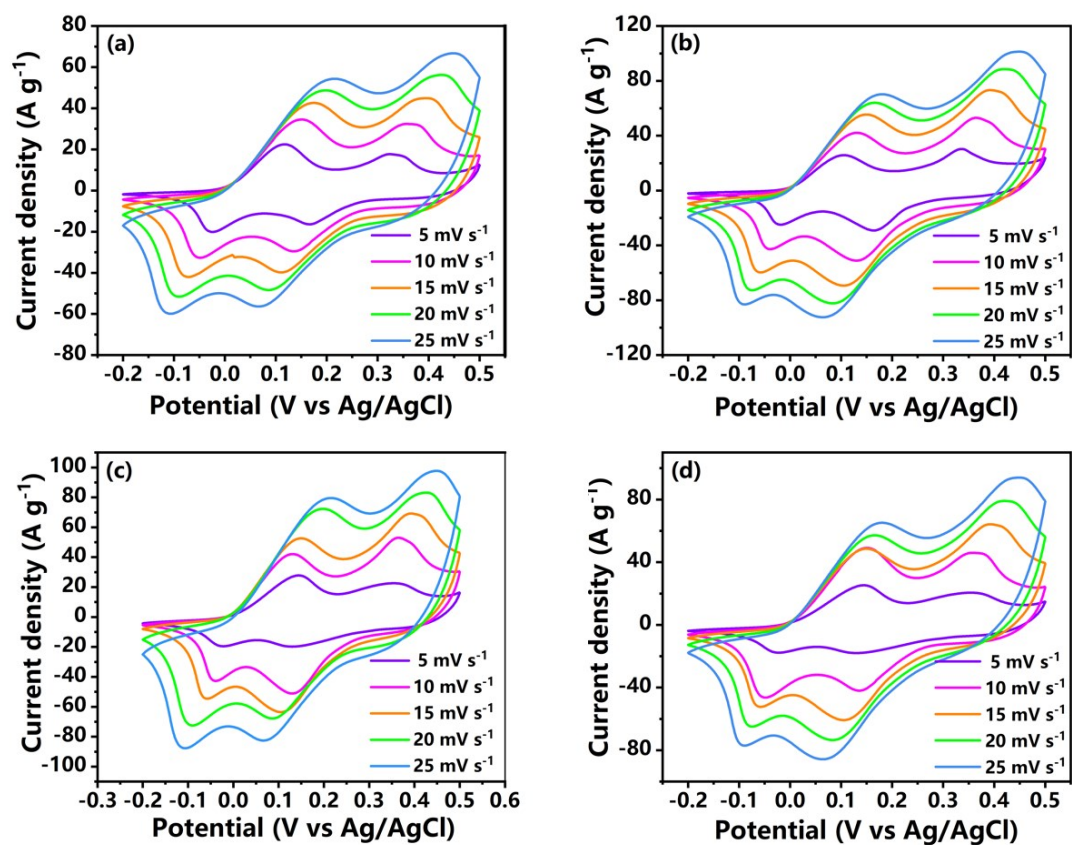 (a)
Current density (A g⁻¹)
80
60
40
20
0
-20
-40
-60
-80
5 mV s⁻¹
10 mV s⁻¹
15 mV s⁻¹
20 mV s⁻¹
25 mV s⁻¹
-0.2 -0.1 0.0 0.1 0.2 0.3 0.4 0.5
Potential (V vs Ag/AgCl)
(b)
Current density (A g⁻¹)
120
80
40
0
-40
-80
-120
5 mV s⁻¹
10 mV s⁻¹
15 mV s⁻¹
20 mV s⁻¹
25 mV s⁻¹
-0.2 -0.1 0.0 0.1 0.2 0.3 0.4 0.5
Potential (V vs Ag/AgCl)
(c)
Current density (A g⁻¹)
100
80
60
40
20
0
-20
-40
-60
-80
-100
5 mV s⁻¹
10 mV s⁻¹
15 mV s⁻¹
20 mV s⁻¹
25 mV s⁻¹
-0.3 -0.2 -0.1 0.0 0.1 0.2 0.3 0.4 0.5 0.6
Potential (V vs Ag/AgCl)
(d)
Current density (A g⁻¹)
80
40
0
-40
-80
5 mV s⁻¹
10 mV s⁻¹
15 mV s⁻¹
20 mV s⁻¹
25 mV s⁻¹
-0.2 -0.1 0.0 0.1 0.2 0.3 0.4 0.5
Potential (V vs Ag/AgCl)